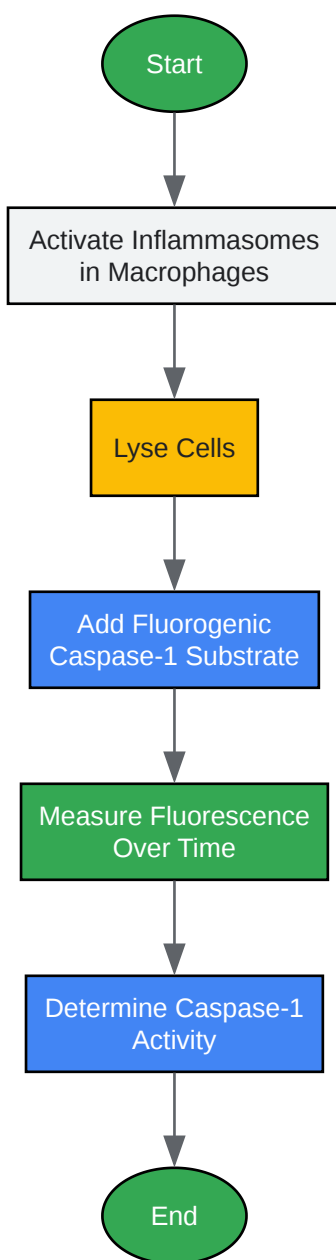 Start
Activate Inflammasomes
in Macrophages
Lyse Cells
Add Fluorogenic
Caspase-1 Substrate
Measure Fluorescence
Over Time
Determine Caspase-1
Activity
End